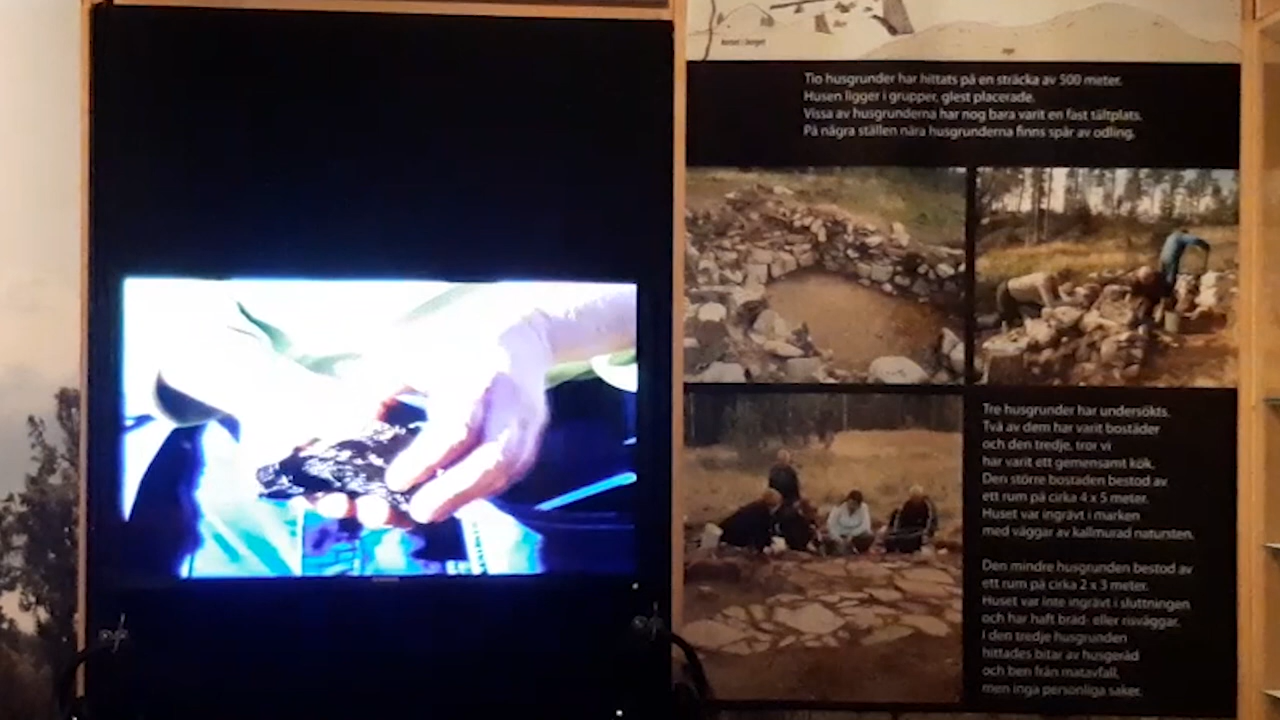 Tio husgrunder har hittats på en sträcka av 500 meter.
Husen ligger i grupper, glest placerade.
Vissa av husgrunderna har nog bara varit en fast tältplats.
På några ställen nära husgrunderna finns spår av odling.
Tre husgrunder har undersökts.
Två av dem har varit bostäder
och den tredje, tror vi
har varit ett gemensamt kök.
Den större bostaden bestod av
ett rum på cirka 4 x 5 meter.
Huset var ingrävt i marken
med väggar av kallmurad natursten.
Den mindre husgrunden bestod av
ett rum på cirka 2 x 3 meter.
Huset var inte ingrävt i sluttningen
och har haft bräd- eller risväggar.
I den tredje husgrunden
hittades bitar av husgeråd
och ben från matavfall,
men inga personliga saker.